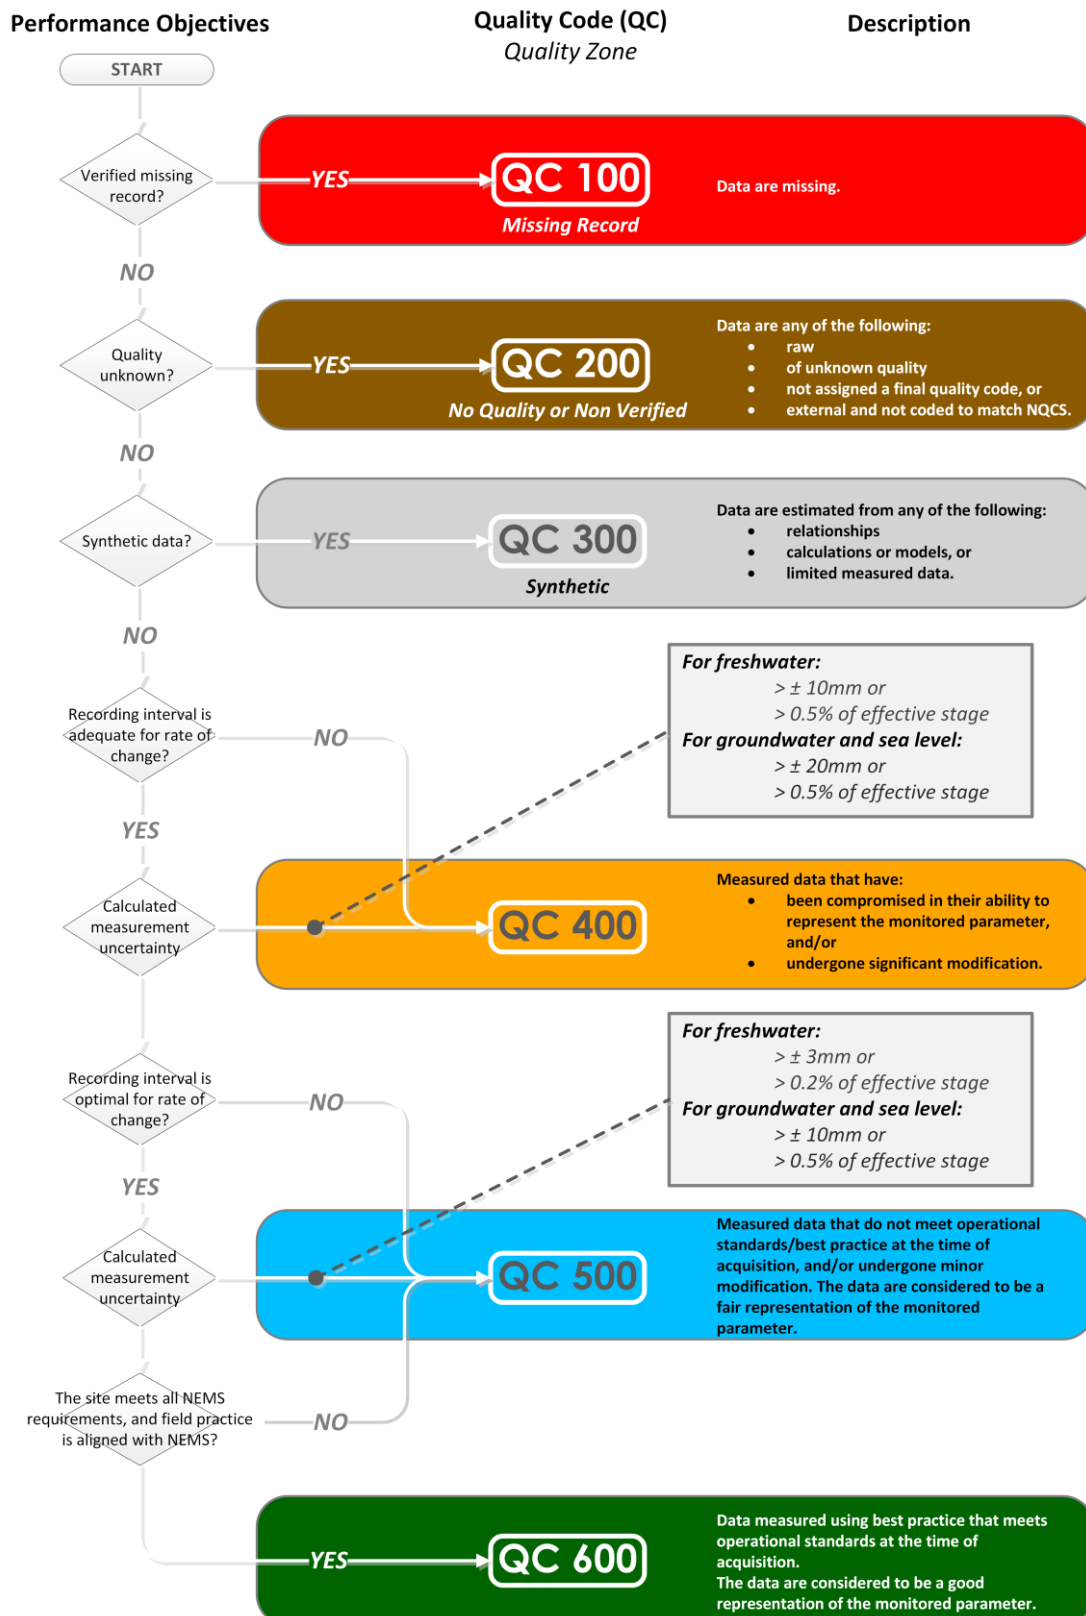 Performance Objectives
Quality Code (QC)
Quality Zone
Description
START
Verified missing
record?
YES
QC 100
Missing Record
Data are missing.
NO
Quality
unknown?
YES
QC 200
No Quality or Non Verified
Data are any of the following:
• raw
• of unknown quality
• not assigned a final quality code, or
• external and not coded to match NQCS.
NO
Synthetic data?
YES
QC 300
Synthetic
Data are estimated from any of the following:
• relationships
• calculations or models, or
• limited measured data.
NO
For freshwater:
> ± 10mm or
> 0.5% of effective stage
For groundwater and sea level:
> ± 20mm or
> 0.5% of effective stage
Recording interval is
adequate for rate of
change?
NO
YES
Calculated
measurement
uncertainty
QC 400
Measured data that have:
• been compromised in their ability to
represent the monitored parameter,
and/or
• undergone significant modification.
For freshwater:
> ± 3mm or
> 0.2% of effective stage
For groundwater and sea level:
> ± 10mm or
> 0.5% of effective stage
Recording interval is
optimal for rate of
change?
NO
YES
Calculated
measurement
uncertainty
QC 500
Measured data that do not meet operational
standards/best practice at the time of
acquisition, and/or undergone minor
modification. The data are considered to be a
fair representation of the monitored
parameter.
The site meets all NEMS
requirements, and field practice
is aligned with NEMS?
NO
YES
QC 600
Data measured using best practice that meets
operational standards at the time of
acquisition.
The data are considered to be a good
representation of the monitored parameter.